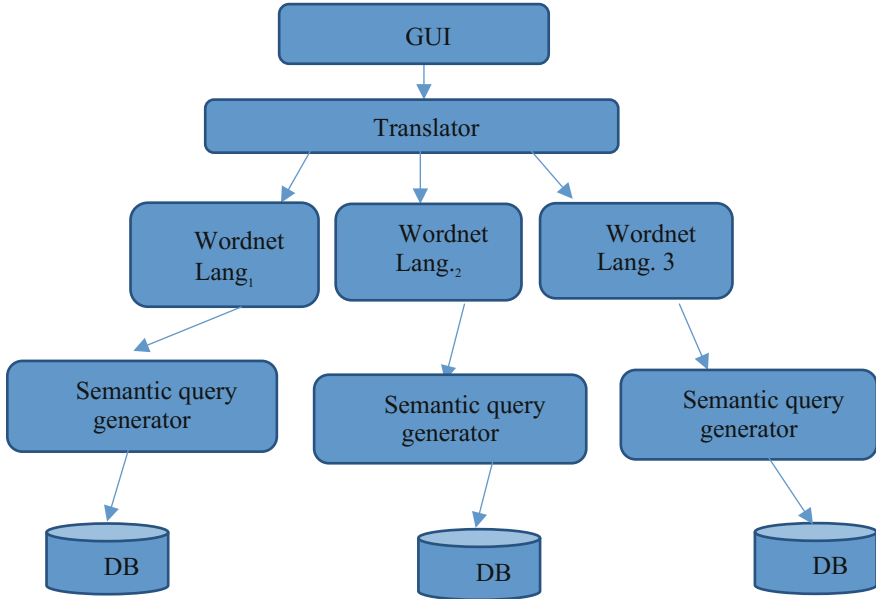 GUI
Translator
Wordnet
Lang₁
Wordnet
Lang.₂
Wordnet
Lang. 3
Semantic query
generator
Semantic query
generator
Semantic query
generator
DB
DB
DB